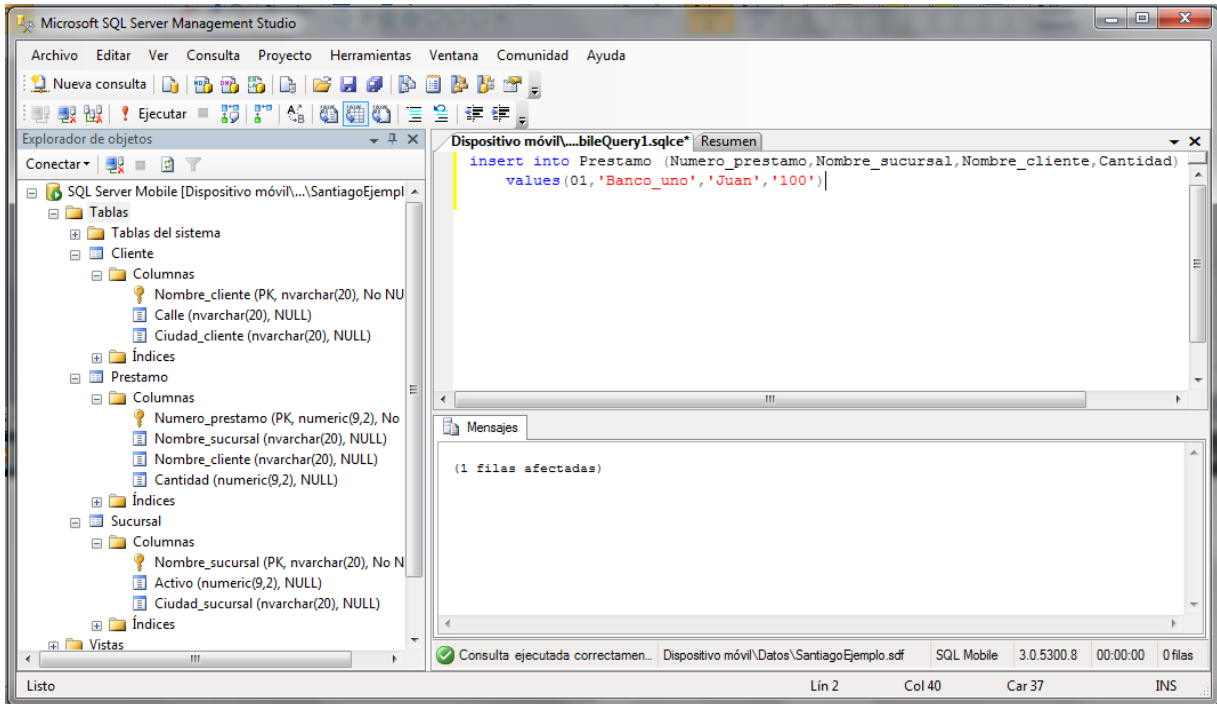 Microsoft SQL Server Management Studio
Archivo Editar Ver Consulta Proyecto Herramientas Ventana Comunidad Ayuda
Nueva consulta
Ejecutar
Explorador de objetos
Conectar
SQL Server Mobile [Dispositivo móvil\...\SantiagoEjempl
Tablas
Tablas del sistema
Cliente
Columnas
Nombre_cliente (PK, nvarchar(20), No NU
Calle (nvarchar(20), NULL)
Ciudad_cliente (nvarchar(20), NULL)
Índices
Prestamo
Columnas
Numero_prestamo (PK, numeric(9,2), No
Nombre_sucursal (nvarchar(20), NULL)
Nombre_cliente (nvarchar(20), NULL)
Cantidad (numeric(9,2), NULL)
Índices
Sucursal
Columnas
Nombre_sucursal (PK, nvarchar(20), No N
Activo (numeric(9,2), NULL)
Ciudad_sucursal (nvarchar(20), NULL)
Índices
Vistas
Dispositivo móvil\....bileQuery1.sqlce* Resumen
insert into Prestamo (Numero_prestamo,Nombre_sucursal,Nombre_cliente,Cantidad)
values(01,'Banco_uno','Juan','100')
Mensajes
(1 filas afectadas)
Consulta ejecutada correctamen... Dispositivo móvil\Datos\SantiagoEjemplo.sdf SQL Mobile 3.0.5300.8 00:00:00 0 filas
Listo Lín 2 Col 40 Car 37 INS